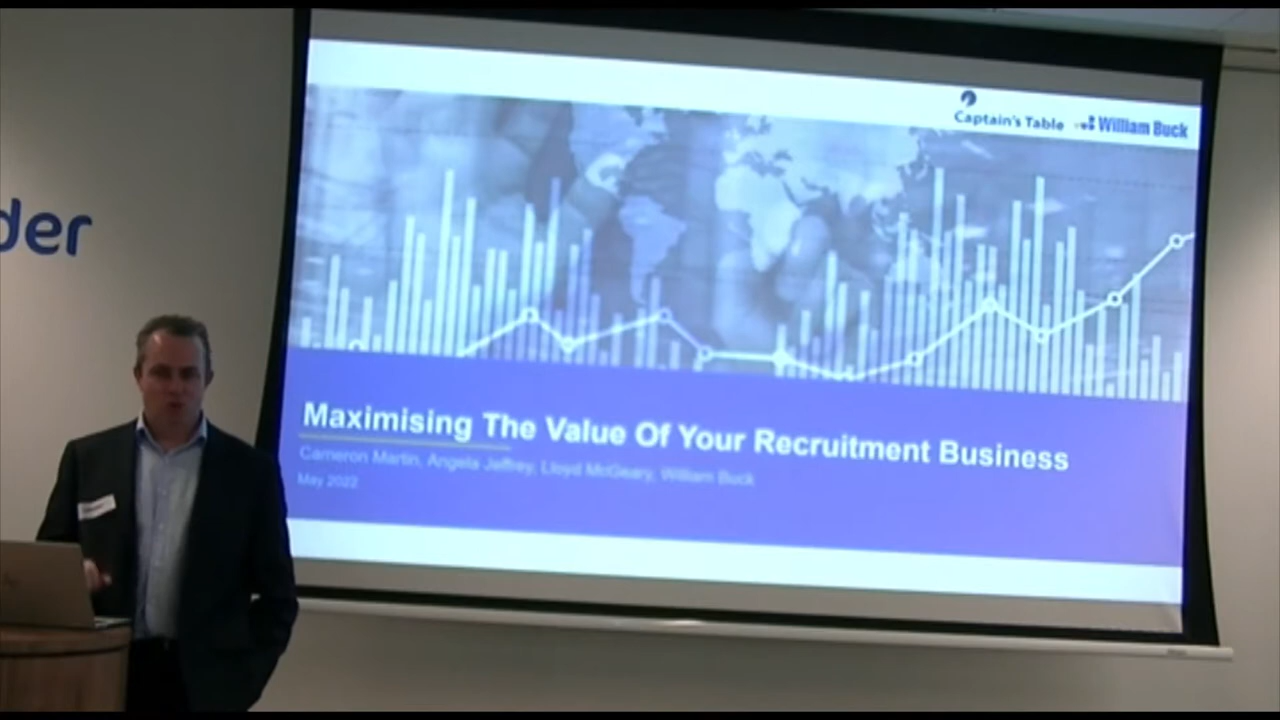 der
Captain's Table
William Buck
Maximising The Value Of Your Recruitment Business
Cameron Martin, Angela Jaffrey, Lloyd McGeary, William Buck
May 2022